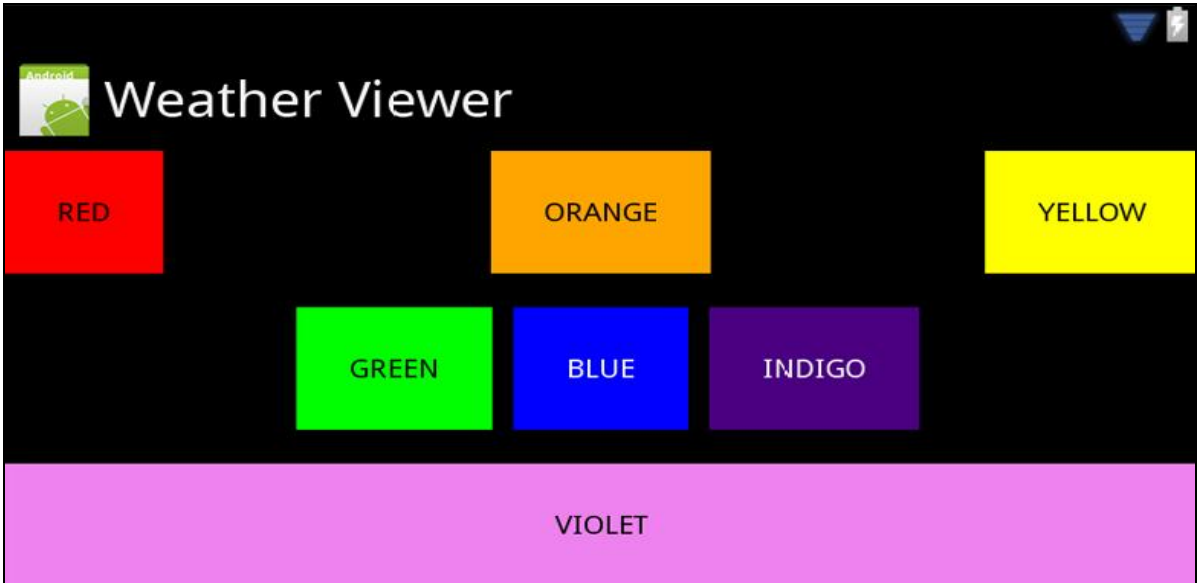 Android
Weather Viewer
RED ORANGE YELLOW
GREEN BLUE INDIGO
VIOLET